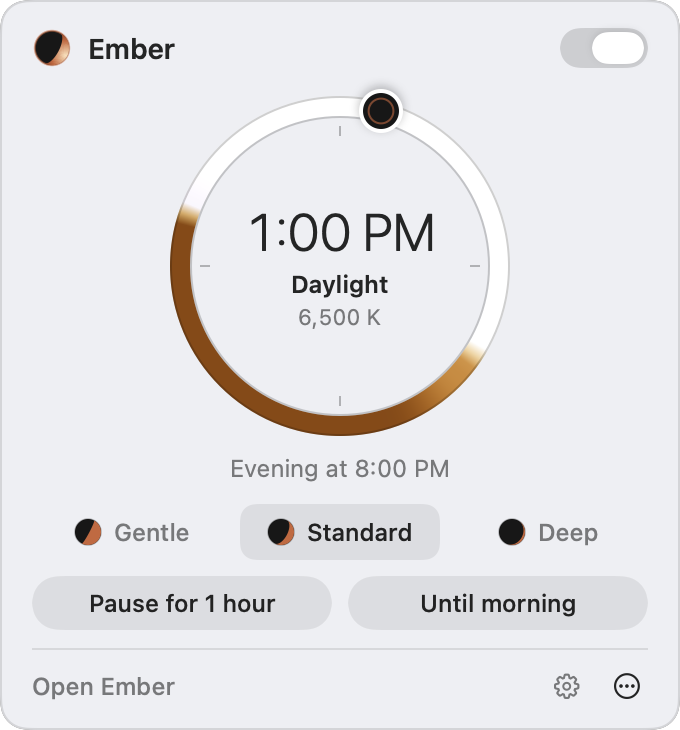 Ember
1:00 PM
Daylight
6,500 K
Evening at 8:00 PM
Gentle
Standard
Deep
Pause for 1 hour
Until morning
Open Ember